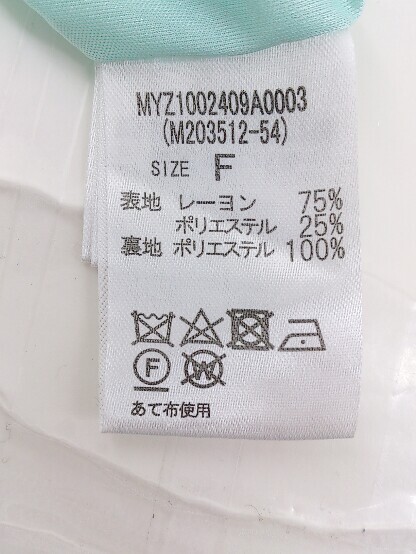 MYZ1002409A0003
(M203512-54)
SIZE F
表地 レーヨン 75%
ポリエステル 25%
裏地 ポリエステル 100%
F W
あて布使用